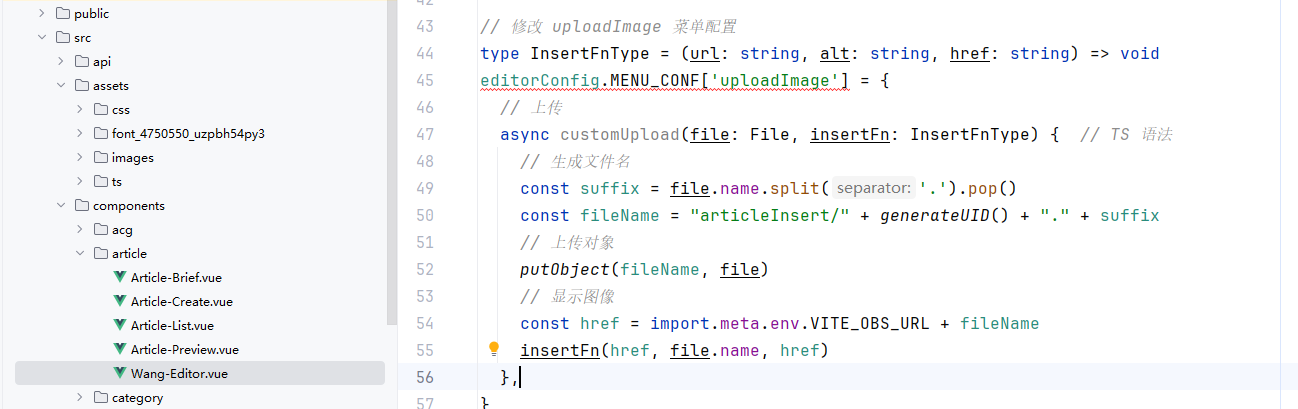 public
src
api
assets
css
font_4750550_uzpbh54py3
images
ts
components
acg
article
Article-Brief.vue
Article-Create.vue
Article-List.vue
Article-Preview.vue
Wang-Editor.vue
category
43 // 修改 uploadImage 菜单配置
44 type InsertFnType = (url: string, alt: string, href: string) => void
45 editorConfig.MENU_CONF['uploadImage'] = {
46 // 上传
47 async customUpload(file: File, insertFn: InsertFnType) { // TS 语法
48 // 生成文件名
49 const suffix = file.name.split( separator: '.').pop()
50 const fileName = "articleInsert/" + generateUID() + "." + suffix
51 // 上传对象
52 putObject(fileName, file)
53 // 显示图像
54 const href = import.meta.env.VITE_OBS_URL + fileName
55 insertFn(href, file.name, href)
56 },
57 }